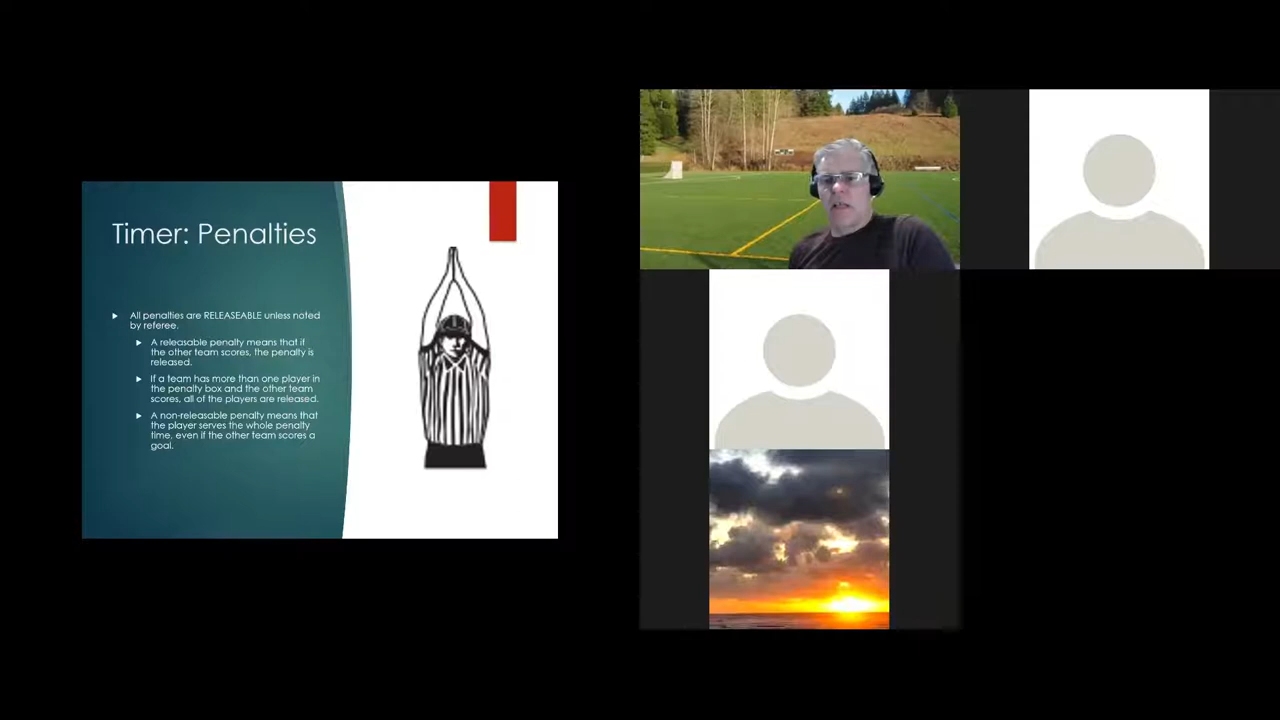 Timer: Penalties
All penalties are RELEASEABLE unless noted
by referee.
A releasable penalty means that if
the other team scores, the penalty is
released.
If a team has more than one player in
the penalty box and the other team
scores, all of the players are released.
A non-releasable penalty means that
the player serves the whole penalty
time, even if the other team scores a
goal.